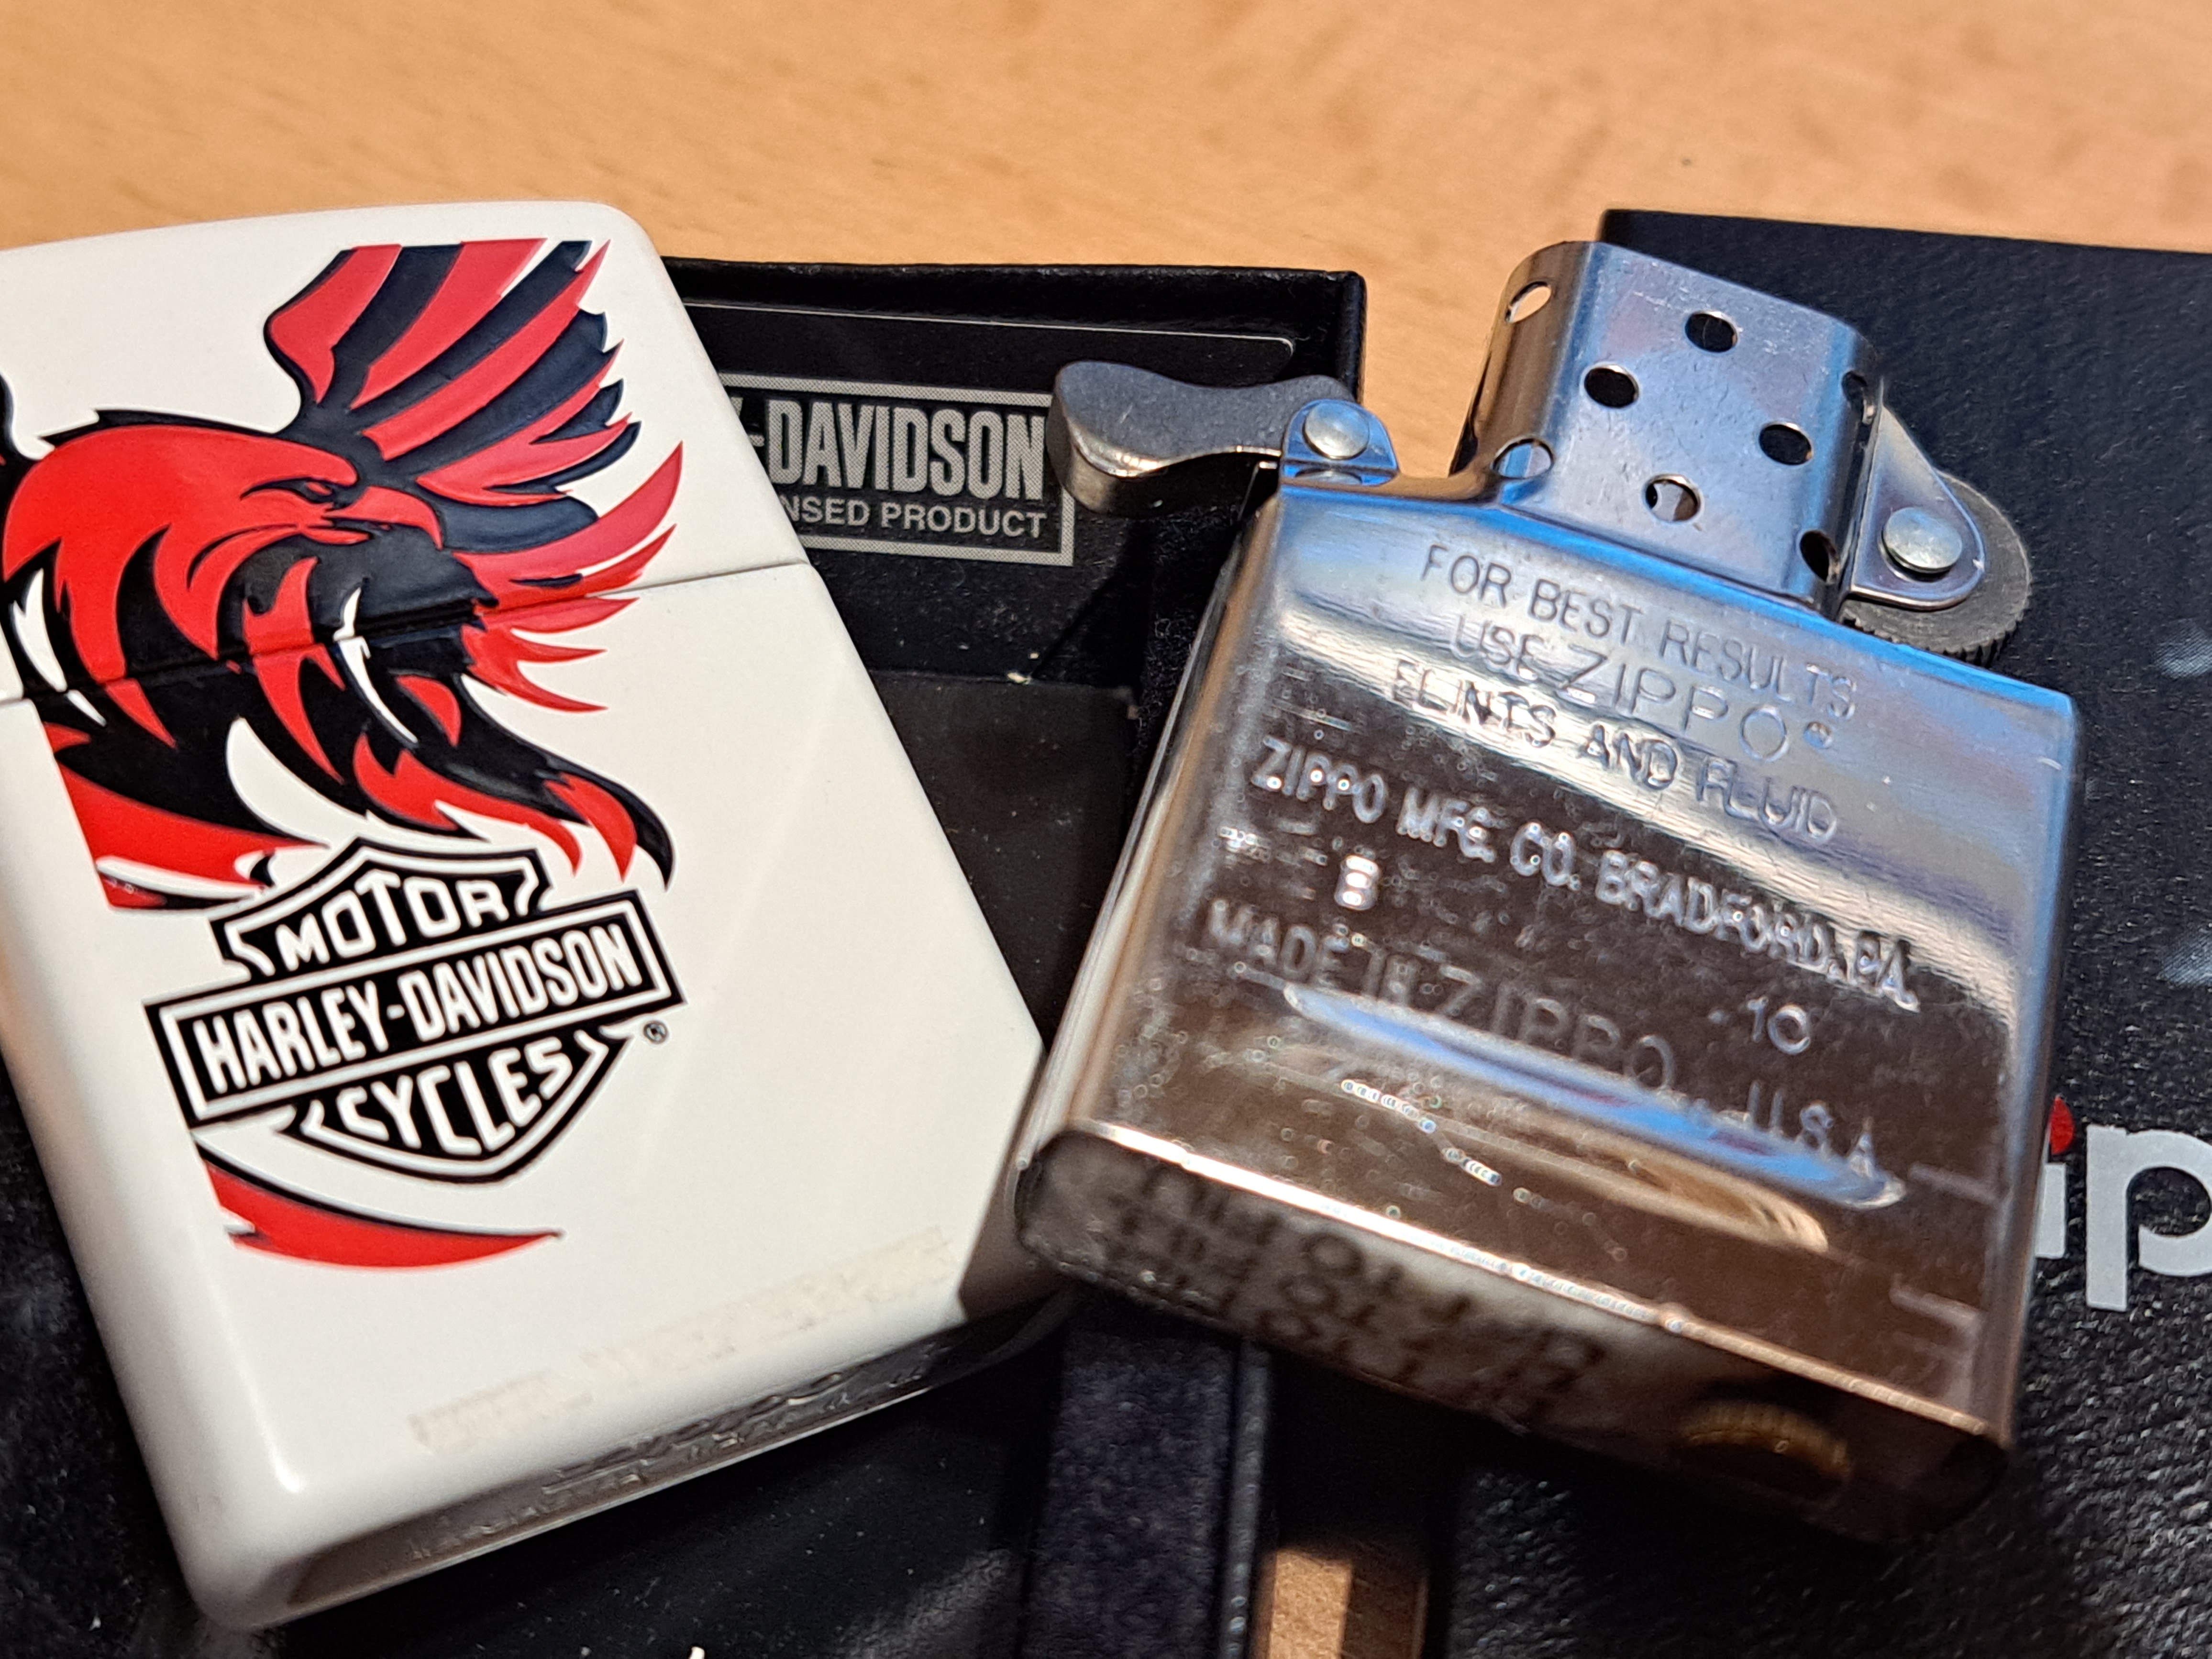 MOTOR
HARLEY-DAVIDSON
CYCLES
®
-DAVIDSON
NSED PRODUCT
FOR BEST RESULTS
USE ZIPPO®
FLINTS AND FLUID
ZIPPO MFG. CO. BRADFORD, PA.
10
MADE IN U.S.A.
ZIPPO
ip